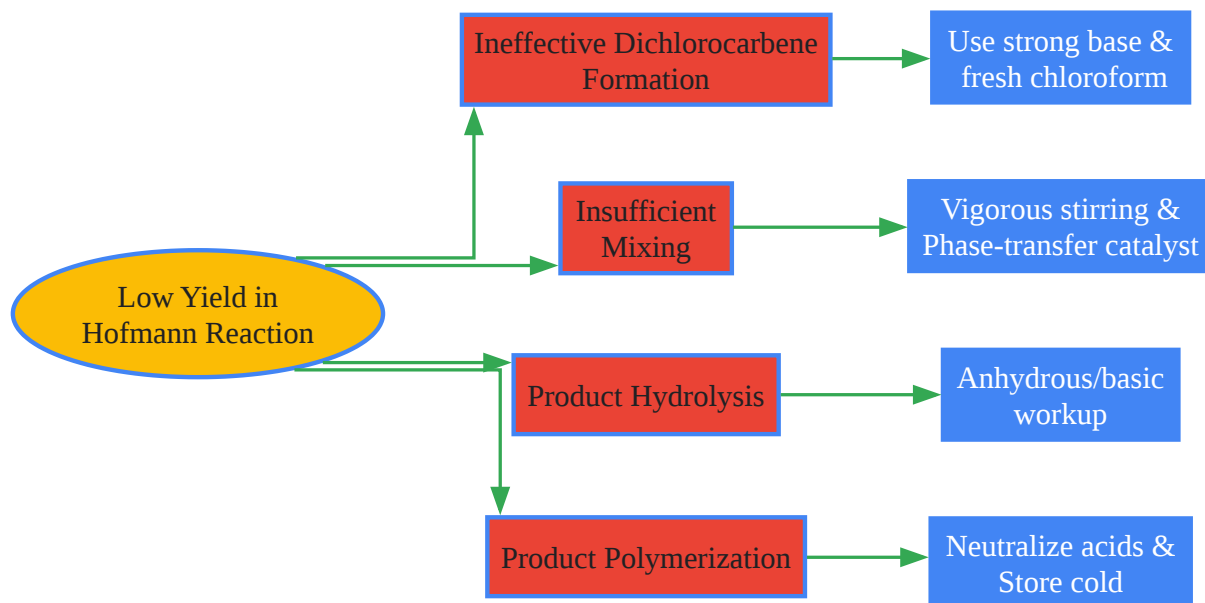 Ineffective Dichlorocarbene
Formation
Use strong base &
fresh chloroform
Insufficient
Mixing
Vigorous stirring &
Phase-transfer catalyst
Low Yield in
Hofmann Reaction
Product Hydrolysis
Anhydrous/basic
workup
Product Polymerization
Neutralize acids &
Store cold